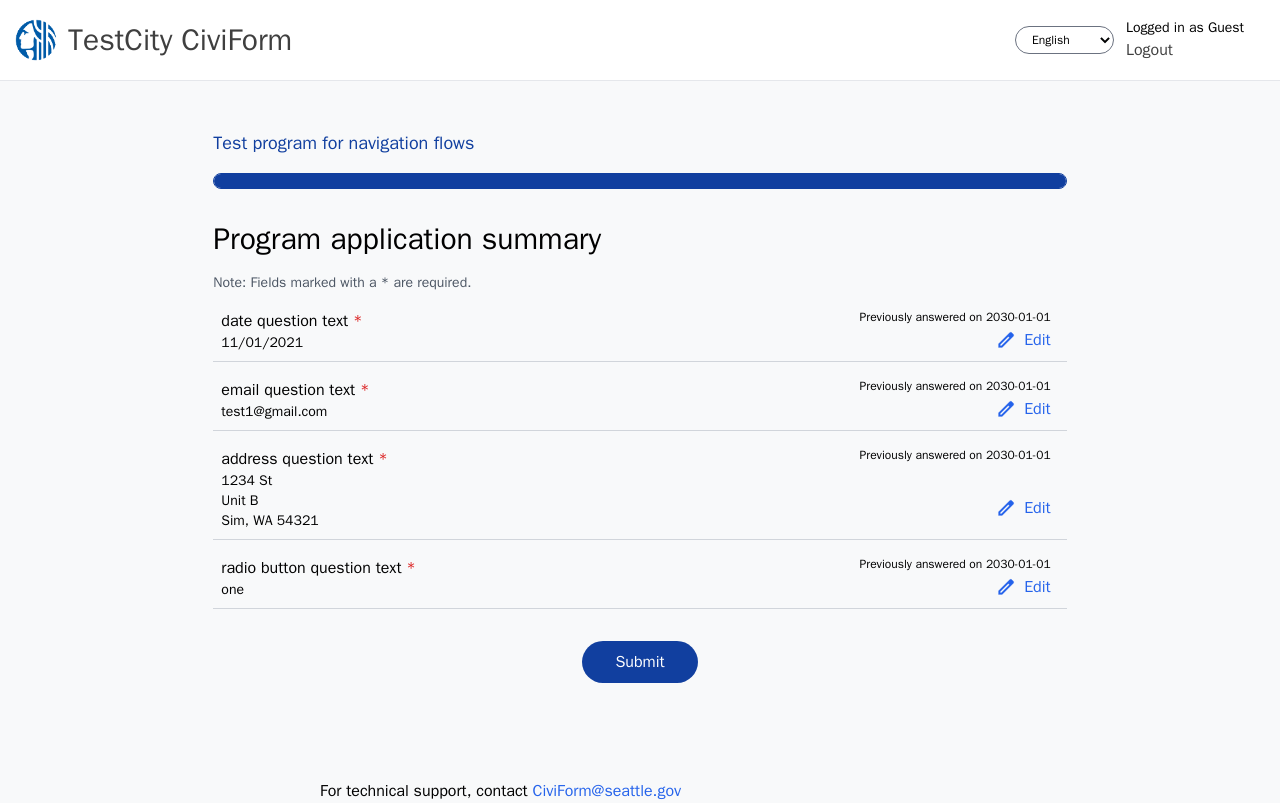 TestCity CiviForm
English
Logged in as Guest
Logout
Test program for navigation flows
Program application summary
Note: Fields marked with a * are required.
date question text *
Previously answered on 2030-01-01
11/01/2021
Edit
email question text *
Previously answered on 2030-01-01
test1@gmail.com
Edit
address question text *
Previously answered on 2030-01-01
1234 St
Unit B
Sim, WA 54321
Edit
radio button question text *
Previously answered on 2030-01-01
one
Edit
Submit
For technical support, contact CiviForm@seattle.gov